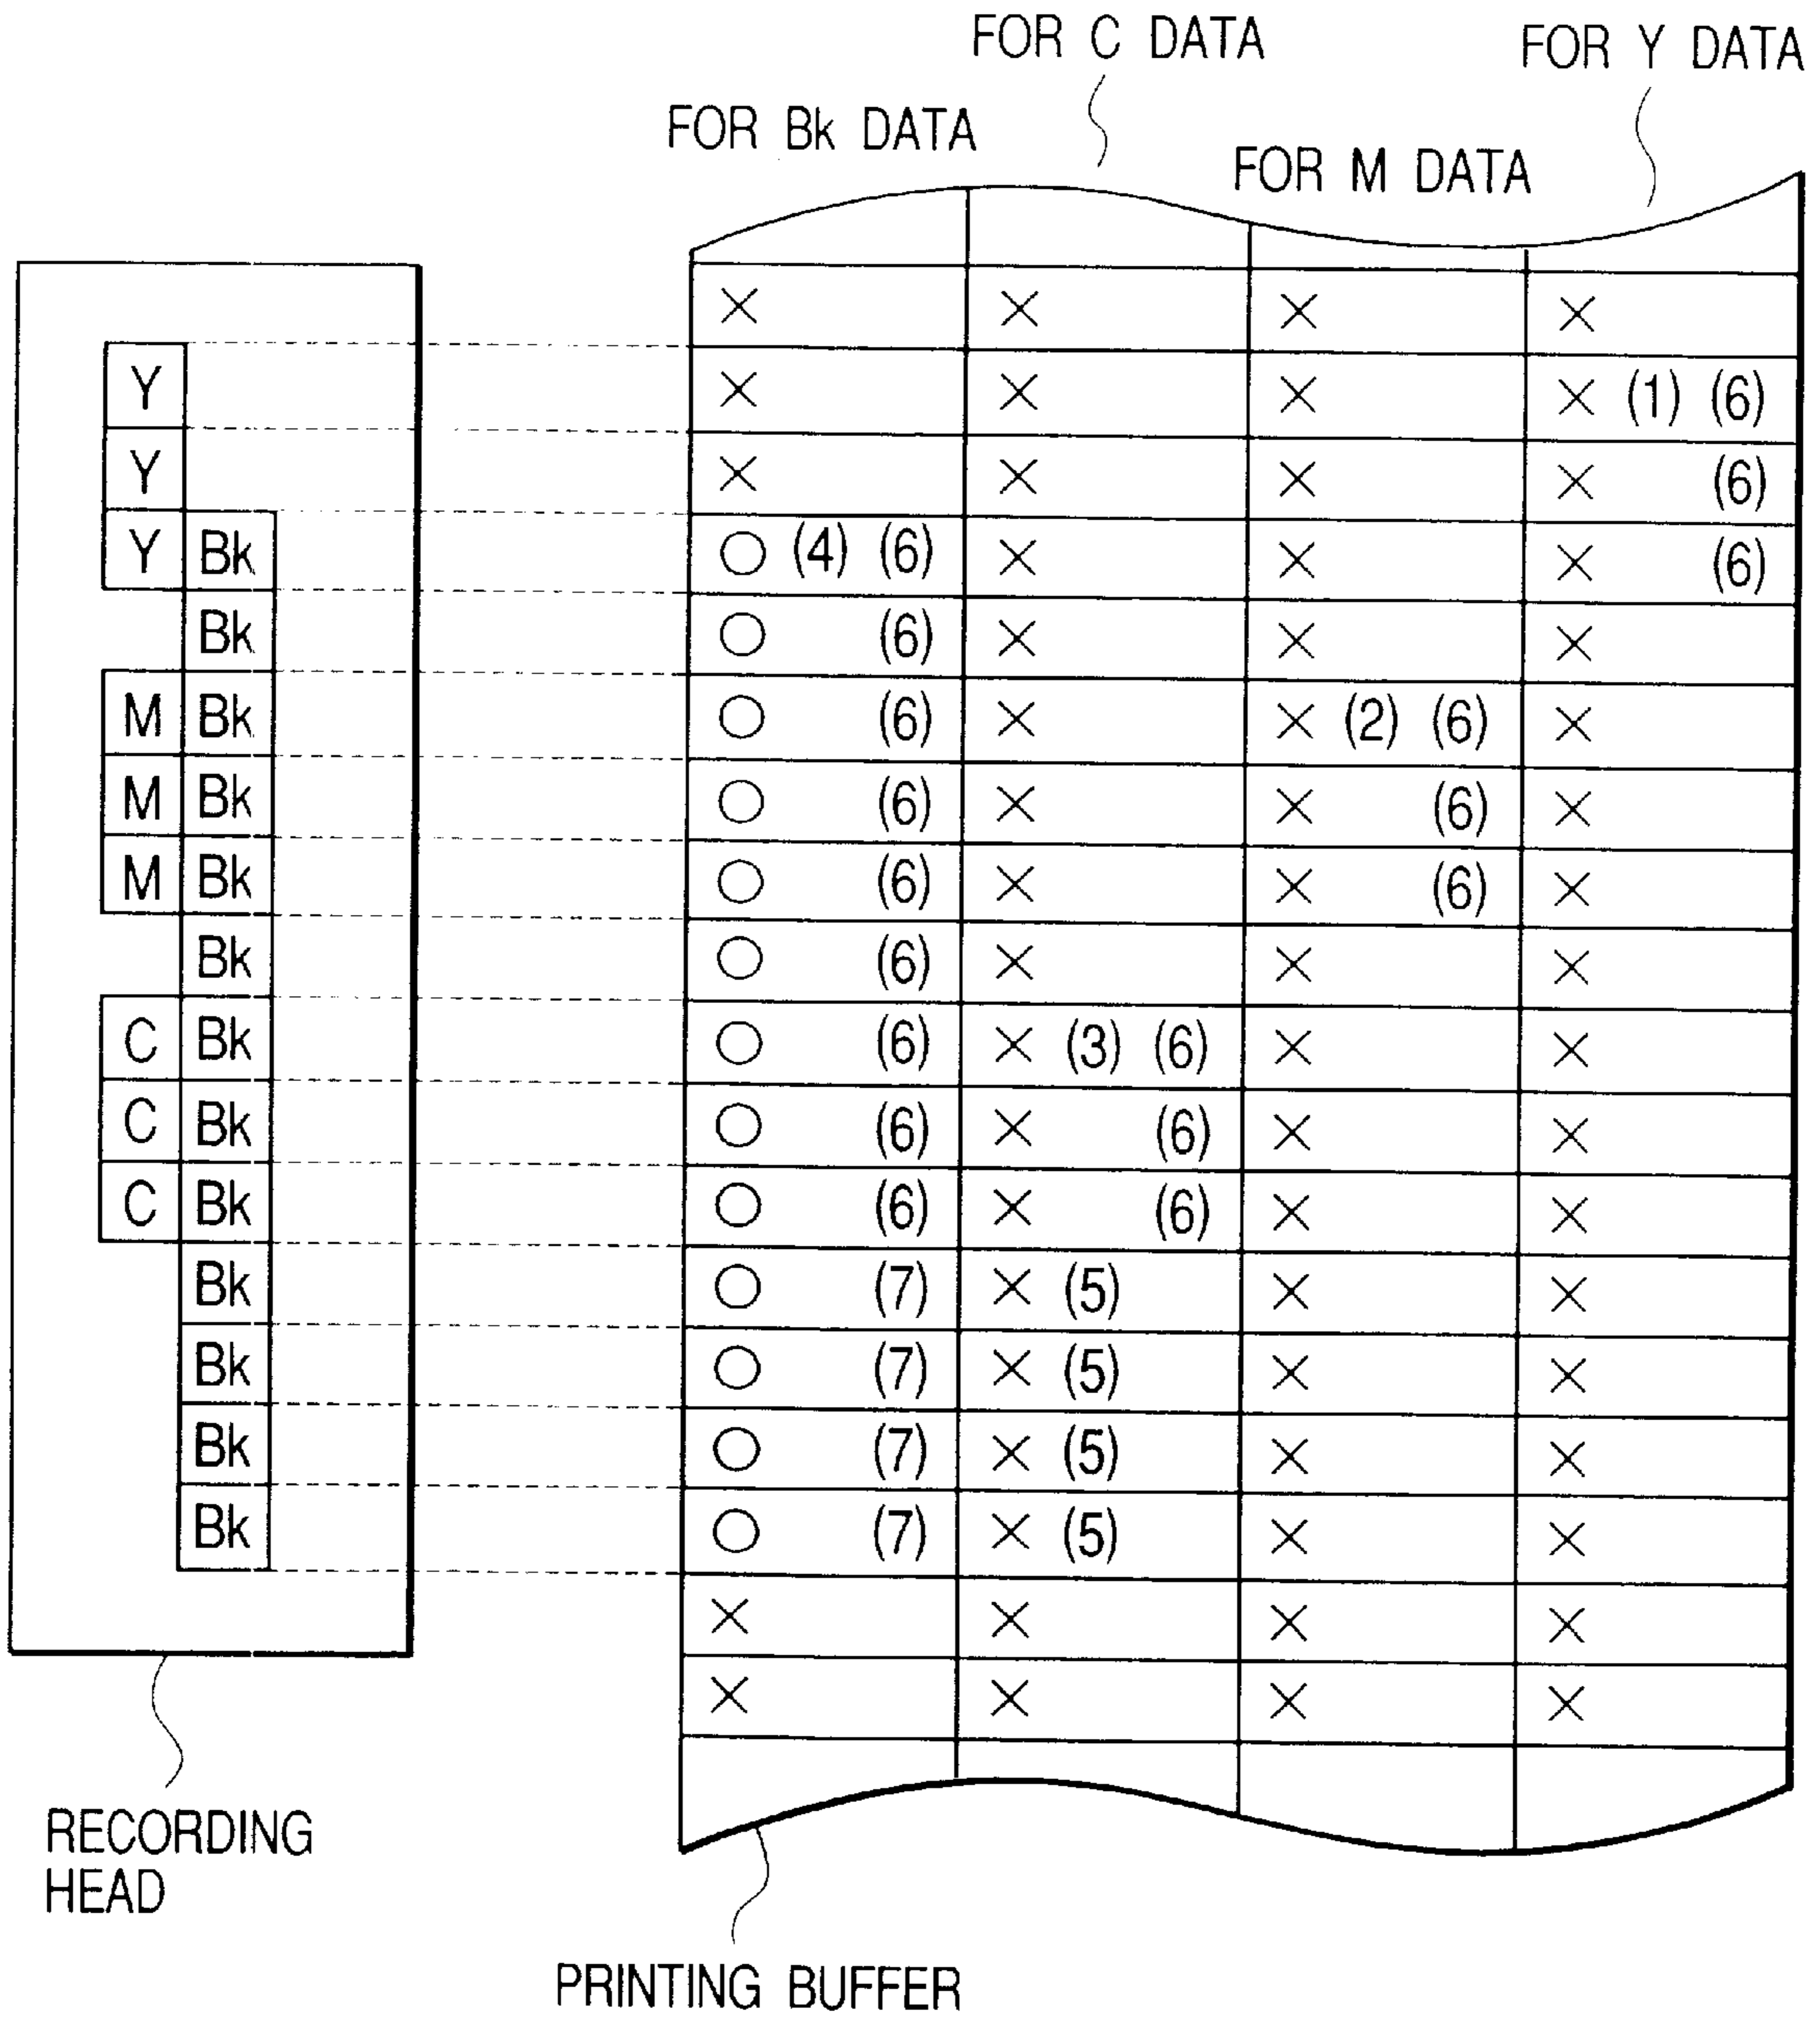 FOR C DATA
FOR Y DATA
FOR Bk DATA
FOR M DATA
× × × ×
Y × × × × (1) (6)
Y × × × × (6)
Y Bk ○ (4) (6) × × × (6)
Bk ○ (6) × × ×
M Bk ○ (6) × × (2) (6) ×
M Bk ○ (6) × × (6) ×
M Bk ○ (6) × × (6) ×
Bk ○ (6) × × ×
C Bk ○ (6) × (3) (6) × ×
C Bk ○ (6) × (6) × ×
C Bk ○ (6) × (6) × ×
Bk ○ (7) × (5) × ×
Bk ○ (7) × (5) × ×
Bk ○ (7) × (5) × ×
Bk ○ (7) × (5) × ×
× × × ×
× × × ×
RECORDING
HEAD
PRINTING BUFFER